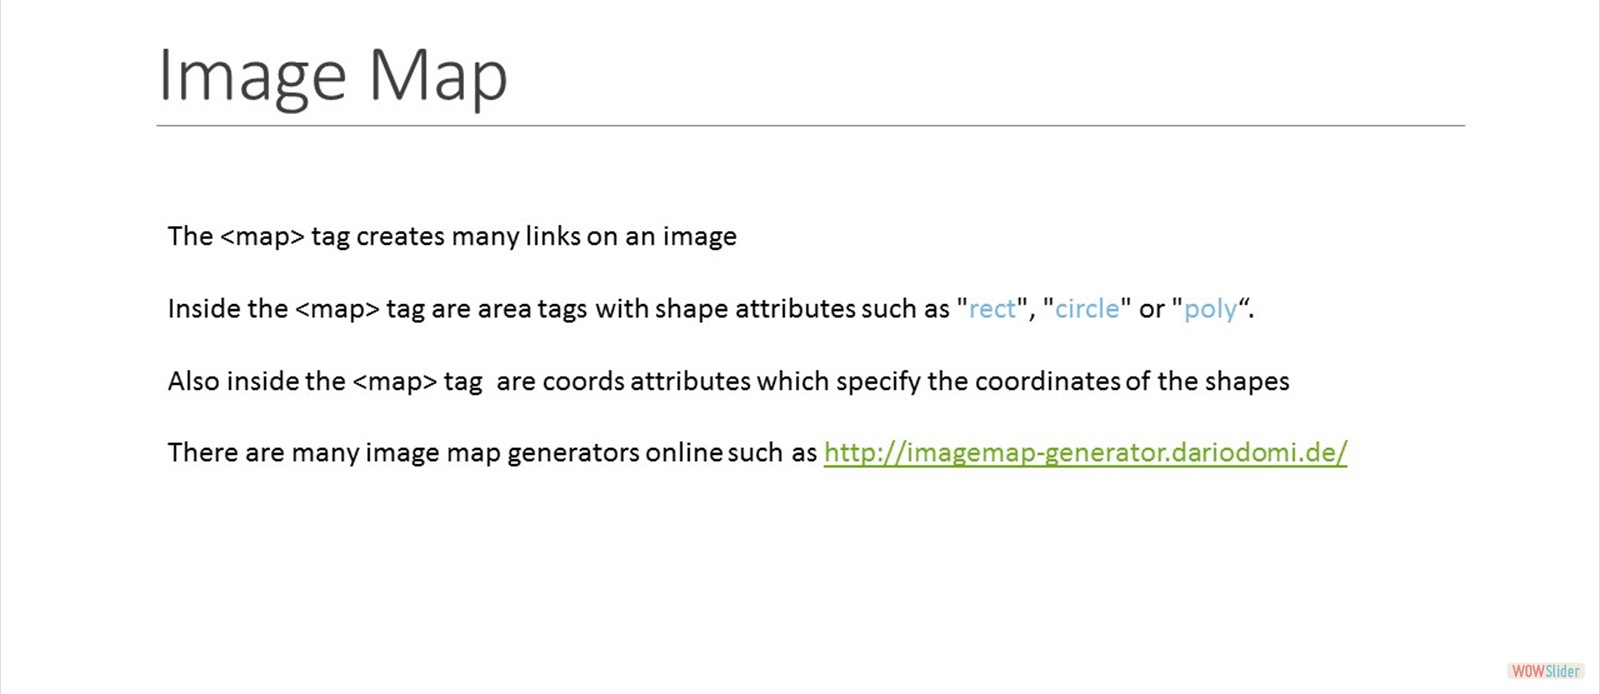 Image Map
The <map> tag creates many links on an image
Inside the <map> tag are area tags with shape attributes such as "rect", "circle" or "poly“.
Also inside the <map> tag  are coords attributes which specify the coordinates of the shapes
There are many image map generators online such as http://imagemap-generator.dariodomi.de/
WOWSlider